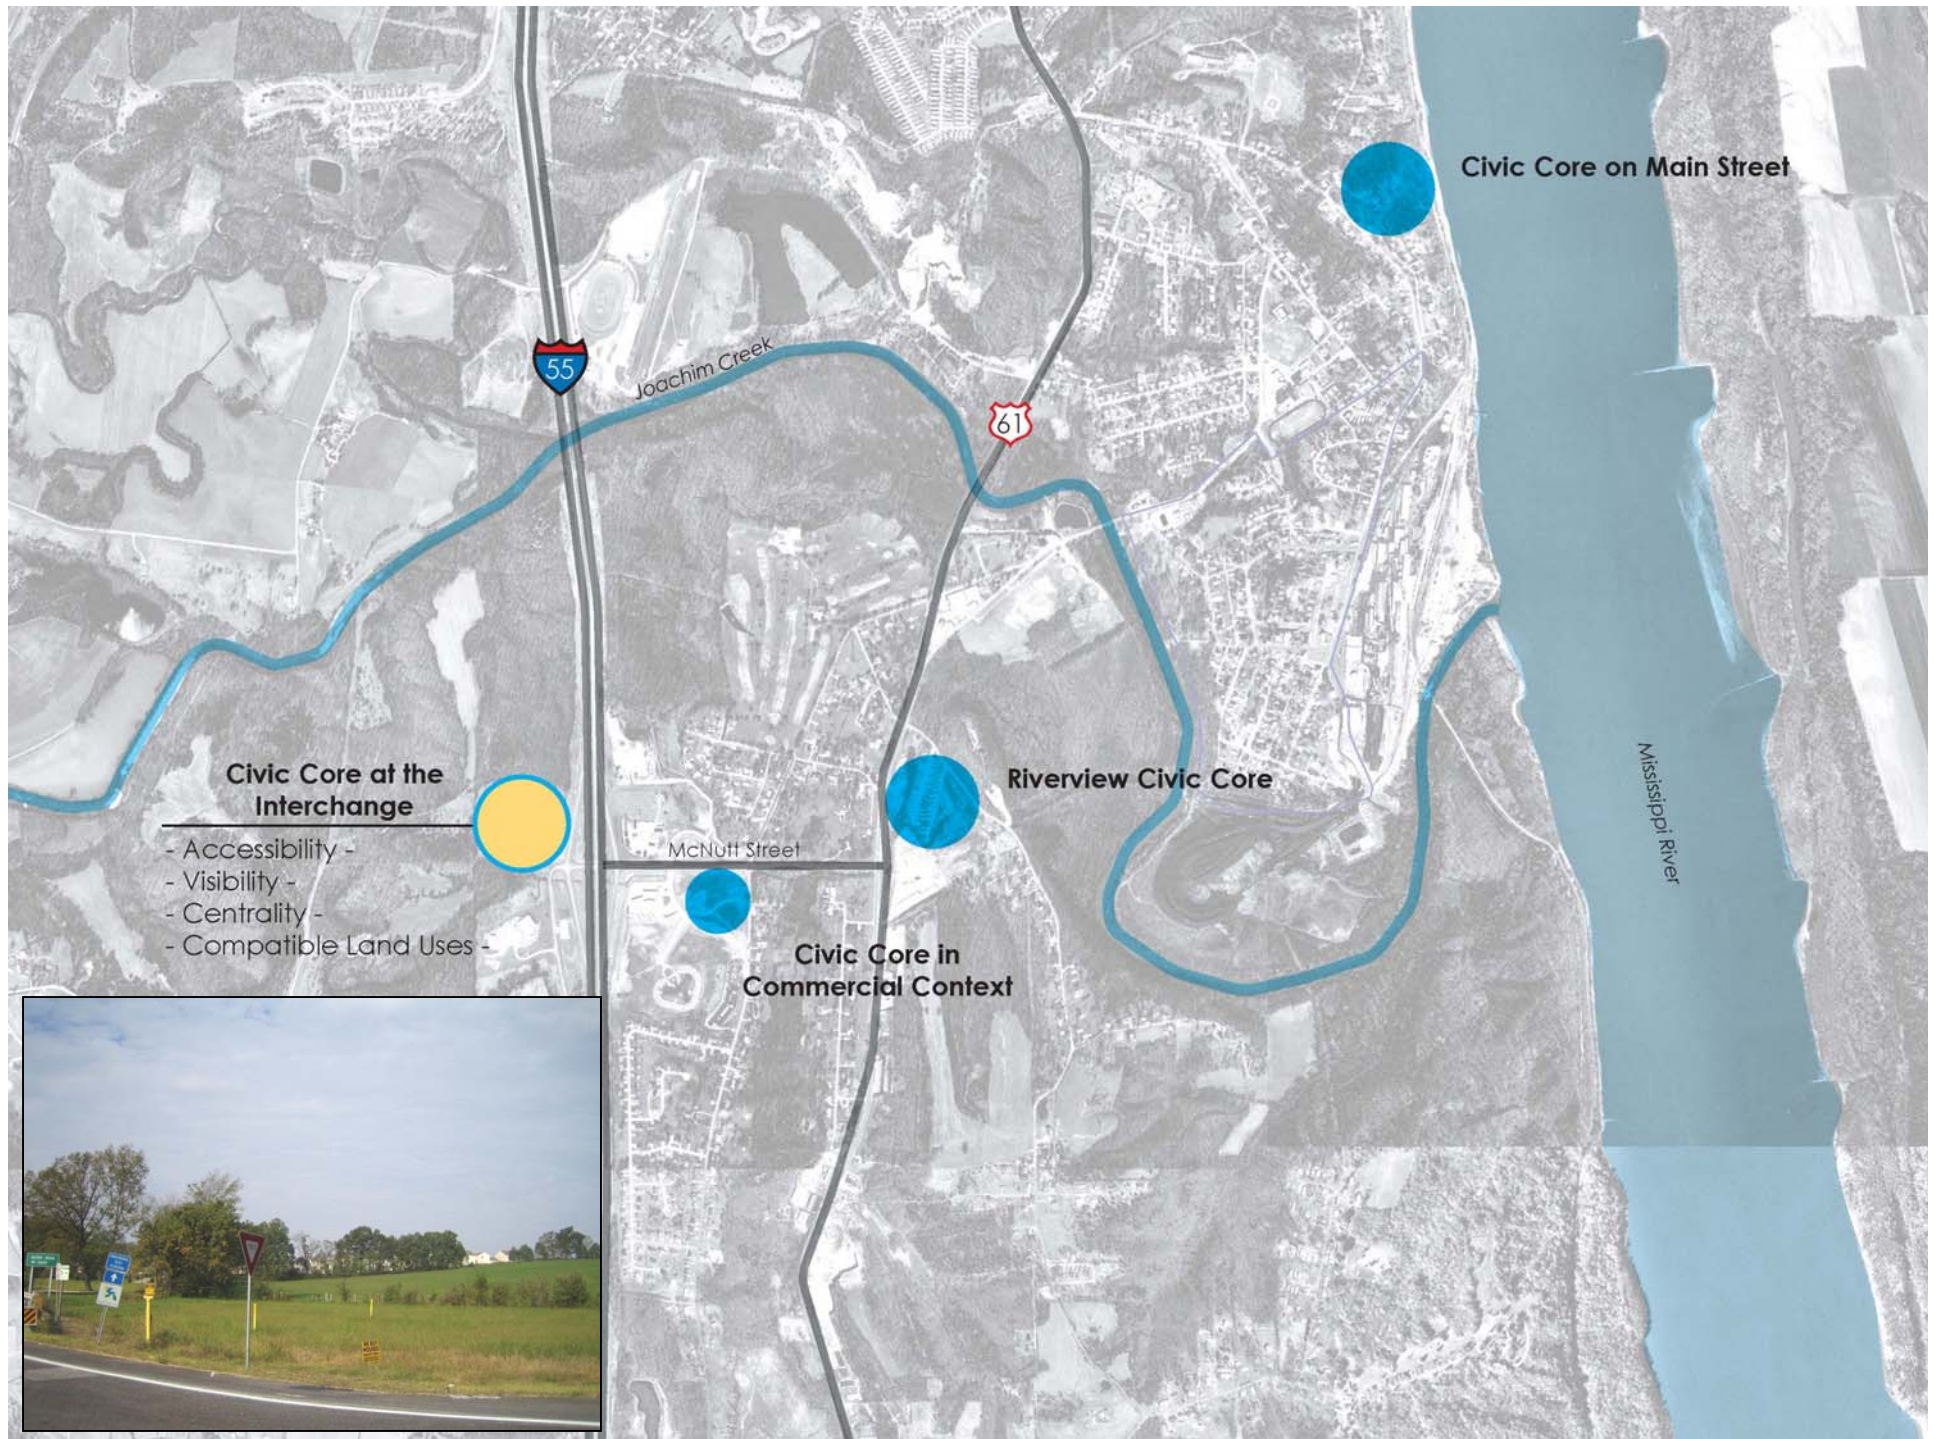 Civic Core on Main Street
55
Joachim Creek
61
Civic Core at the
Interchange
- Accessibility -
- Visibility -
- Centrality -
- Compatible Land Uses -
Riverview Civic Core
McNutt Street
Civic Core in
Commercial Context
Mississippi River